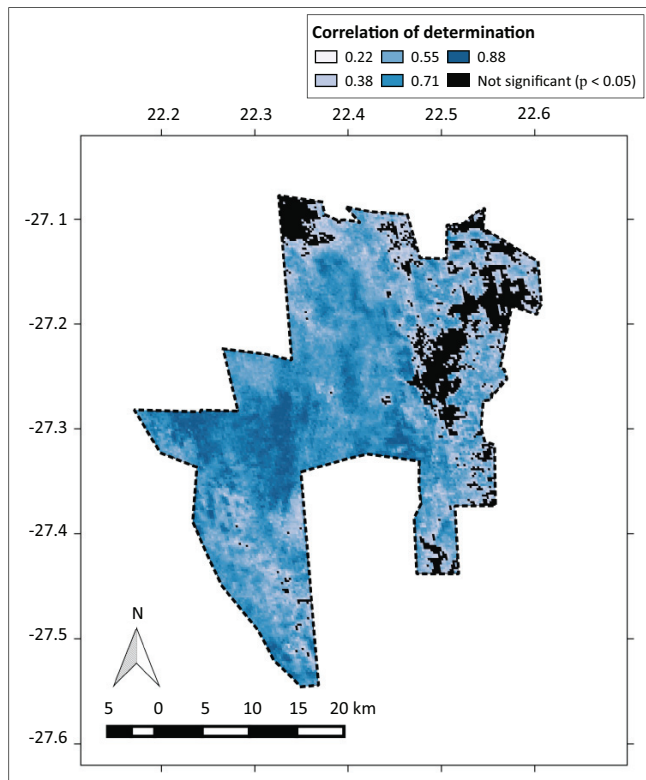 Correlation of determination
0.22 0.55 0.88
0.38 0.71 Not significant (p < 0.05)
22.2 22.3 22.4 22.5 22.6
-27.1
-27.2
-27.3
-27.4
-27.5
-27.6
N
5 0 5 10 15 20 km